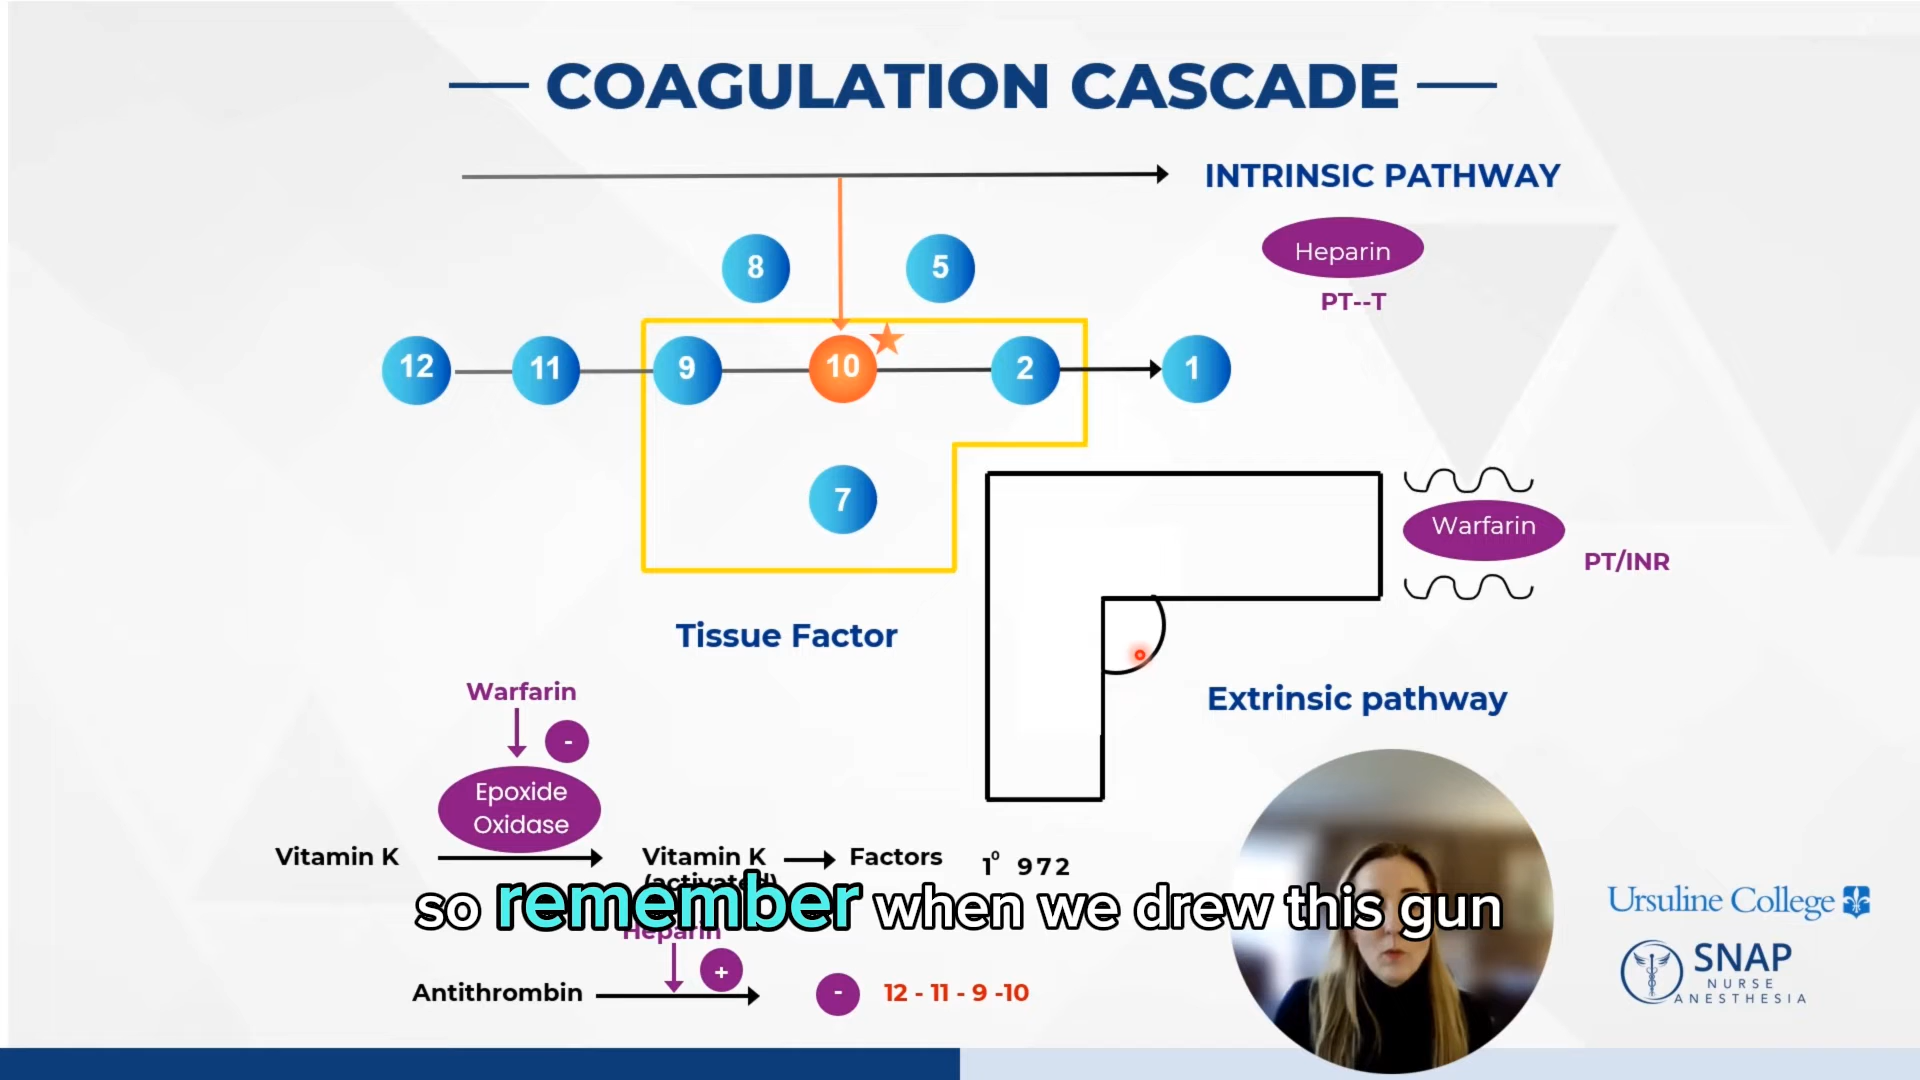 COAGULATION CASCADE
INTRINSIC PATHWAY
Heparin
PT--T
8
5
12
11
9
10
2
1
7
Warfarin
PT/INR
Tissue Factor
Extrinsic pathway
Warfarin
-
Epoxide
Oxidase
Vitamin K
Vitamin K
(activated)
Factors
1⁰ 972
so remember when we drew this gun
Heparin
+
Antithrombin
-
12 - 11 - 9 -10
Ursuline College
SNAP
NURSE
ANESTHESIA